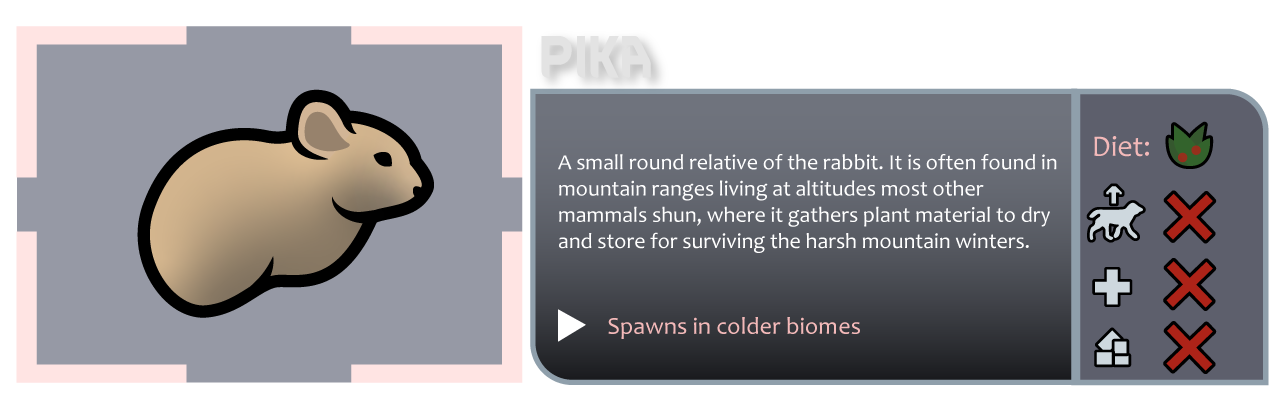 PIKA
A small round relative of the rabbit. It is often found in
mountain ranges living at altitudes most other
mammals shun, where it gathers plant material to dry
and store for surviving the harsh mountain winters.
Spawns in colder biomes
Diet: